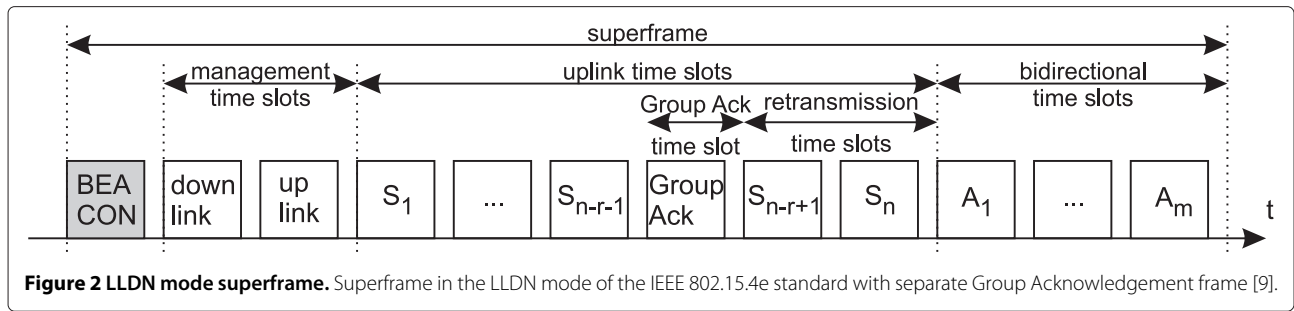 superframe
management
time slots
uplink time slots
bidirectional
time slots
Group Ack
time slot
retransmission
time slots
BEA
CON
down
link
up
link
S1
...
Sn-r-1
Group
Ack
Sn-r+1
Sn
A1
...
Am
t
Figure 2 LLDN mode superframe. Superframe in the LLDN mode of the IEEE 802.15.4e standard with separate Group Acknowledgement frame [9].